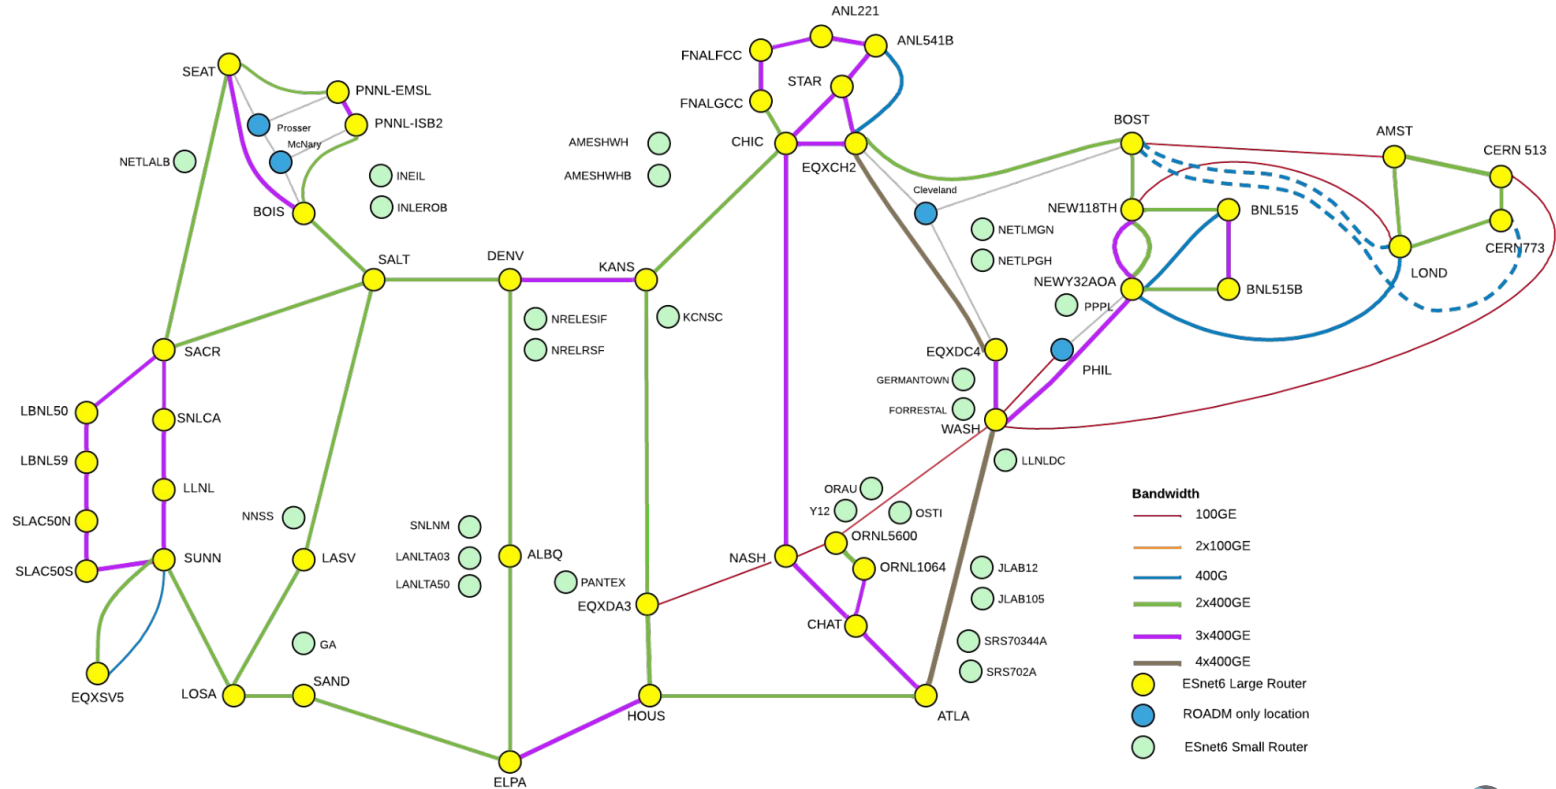 ANL221
FNALFCC
ANL541B
SEAT
STAR
PNNL-EMSL
FNALGCC
BOST
Prosser
PNNL-ISB2
AMST
McNary
AMESHWH
CHIC
CERN 513
NETLALB
EQXCH2
INEIL
AMESHWHB
Cleveland
BOIS
INLEROB
NEW118TH
BNL515
NETLMGN
CERN773
SALT
DENV
KANS
NETLPGH
LOND
NEWY32AOA
BNL515B
PPPL
NRELESIF
KCNSC
SACR
NRELRSF
EQXDC4
PHIL
GERMANTOWN
LBNL50
SNLCA
FORRESTAL
WASH
LBNL59
LLNLDC
LLNL
ORAU
Bandwidth
SLAC50N
NNSS
SNLNM
Y12
OSTI
100GE
ORNL5600
2x100GE
SUNN
LASV
LANLTA03
ALBQ
NASH
SLAC50S
ORNL1064
JLAB12
400G
LANLTA50
PANTEX
EQXDA3
JLAB105
2x400GE
CHAT
GA
SRS70344A
3x400GE
4x400GE
SRS702A
EQXSV5
LOSA
SAND
ESnet6 Large Router
HOUS
ATLA
ROADM only location
ESnet6 Small Router
ELPA